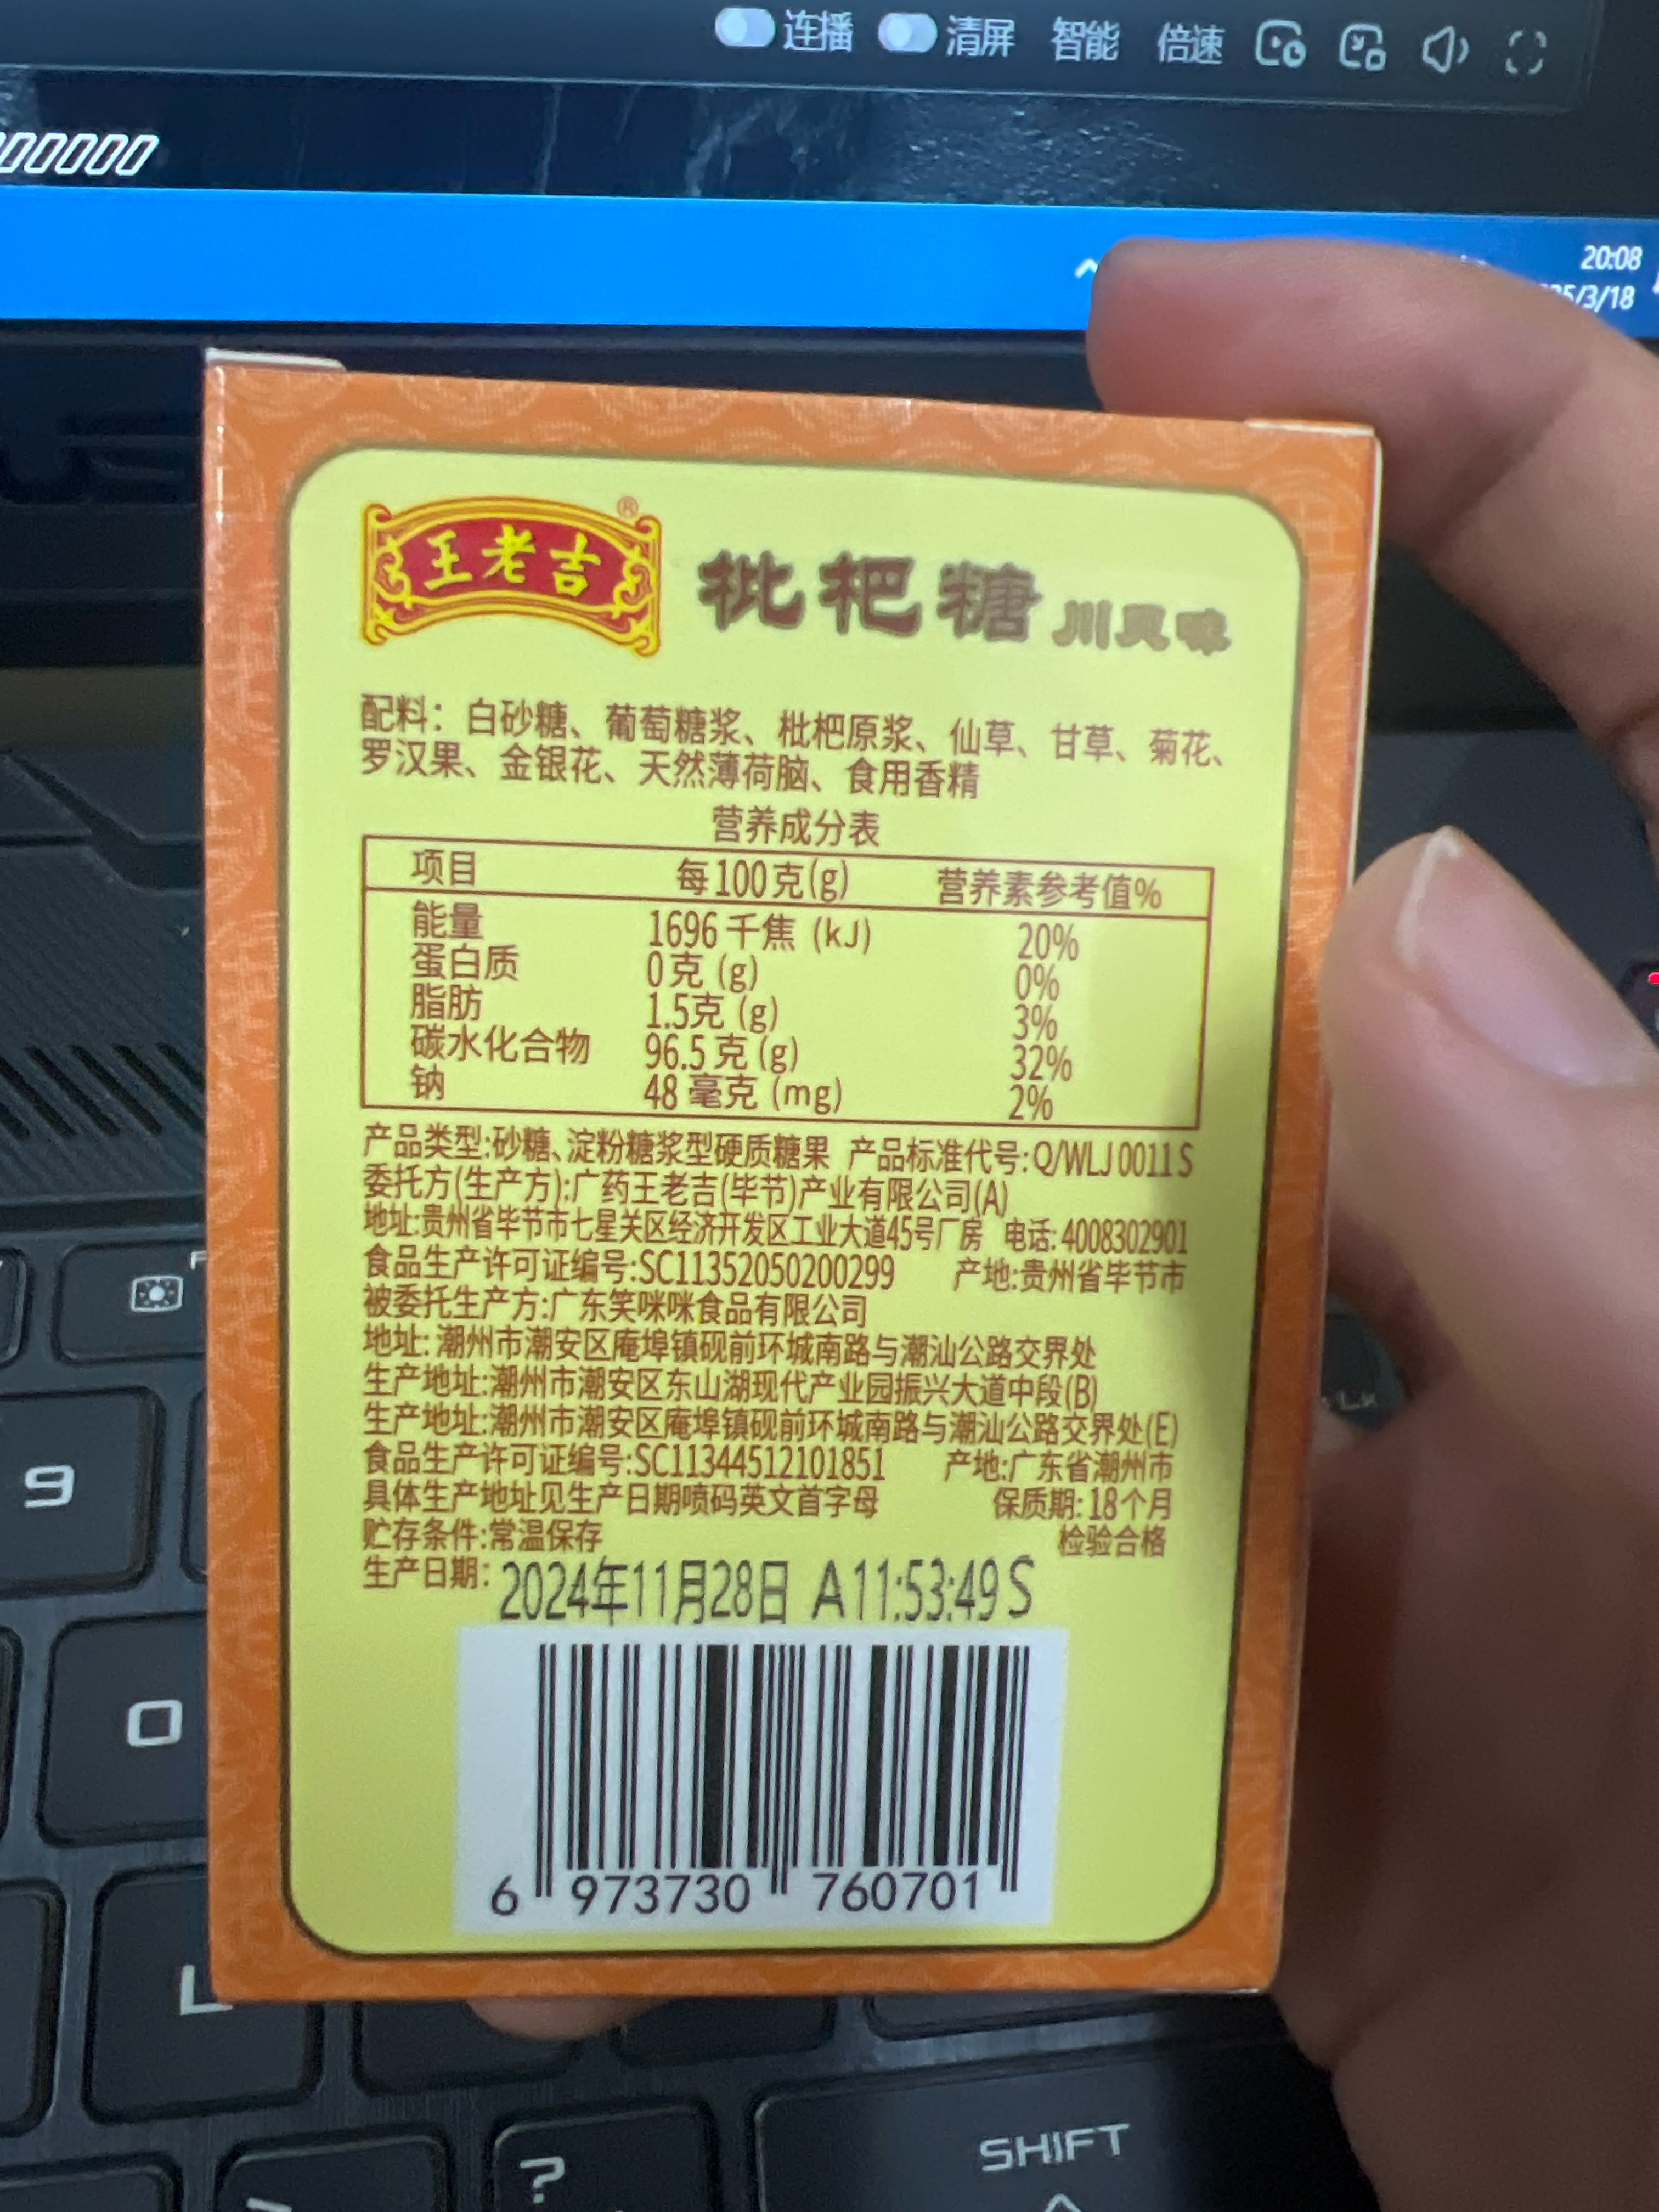 连播 清屏 智能 倍速
20:08
5/3/18
王老吉®
枇杷糖 川贝味
配料：白砂糖、葡萄糖浆、枇杷原浆、仙草、甘草、菊花、
罗汉果、金银花、天然薄荷脑、食用香精
营养成分表
项目 每100克(g) 营养素参考值%
能量 1696千焦 (kJ) 20%
蛋白质 0克 (g) 0%
脂肪 1.5克 (g) 3%
碳水化合物 96.5克 (g) 32%
钠 48毫克 (mg) 2%
产品类型:砂糖、淀粉糖浆型硬质糖果 产品标准代号:Q/WLJ 0011 S
委托方(生产方):广药王老吉(毕节)产业有限公司(A)
地址:贵州省毕节市七星关区经济开发区工业大道45号厂房 电话:4008302901
食品生产许可证编号:SC11352050200299 产地:贵州省毕节市
被委托生产方:广东笑咪咪食品有限公司
地址:潮州市潮安区庵埠镇砚前环城南路与潮汕公路交界处
生产地址:潮州市潮安区东山湖现代产业园振兴大道中段(B)
生产地址:潮州市潮安区庵埠镇砚前环城南路与潮汕公路交界处(E)
食品生产许可证编号:SC11344512101851 产地:广东省潮州市
具体生产地址见生产日期喷码英文首字母 保质期:18个月
贮存条件:常温保存 检验合格
生产日期: 2024年11月28日 A11:53:49 S
6 973730 760701
9
O
L
?
SHIFT